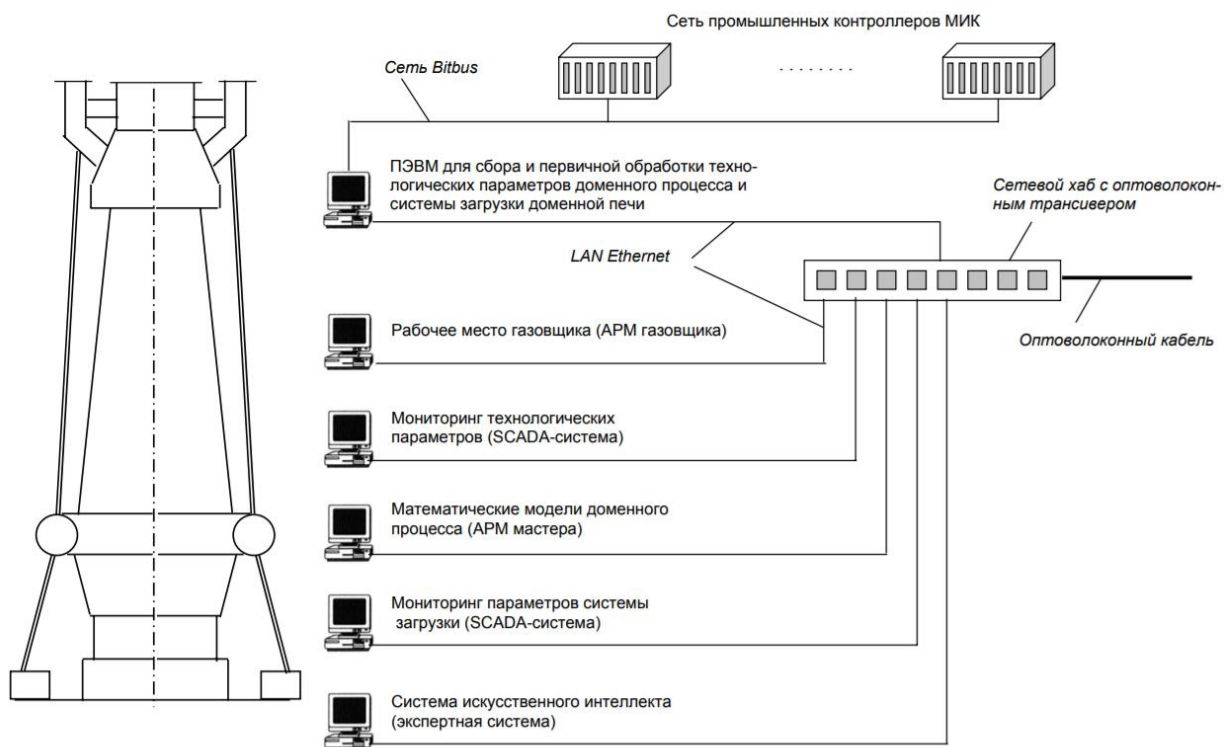 Сеть промышленных контроллеров МИК
Сеть Bitbus
. . . . . . . .
ПЭВМ для сбора и первичной обработки техно-
логических параметров доменного процесса и
системы загрузки доменной печи
Сетевой хаб с оптоволокон-
ным трансивером
LAN Ethernet
Рабочее место газовщика (АРМ газовщика)
Оптоволоконный кабель
Мониторинг технологических
параметров (SCADA-система)
Математические модели доменного
процесса (АРМ мастера)
Мониторинг параметров системы
загрузки (SCADA-система)
Система искусственного интеллекта
(экспертная система)